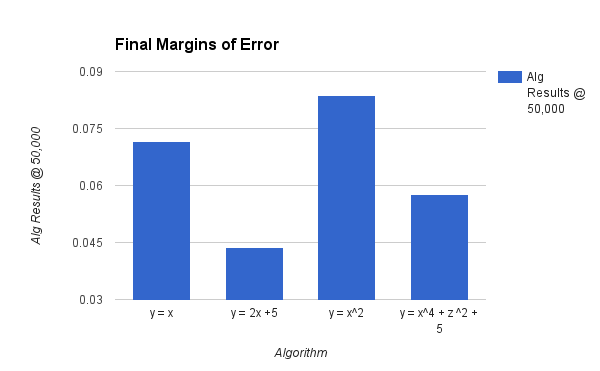 Final Margins of Error
Alg
Results @
50,000
0.09
0.075
0.06
0.045
0.03
Alg Results @ 50,000
y = x
y = 2x +5
y = x^2
y = x^4 + z ^2 +
5
Algorithm